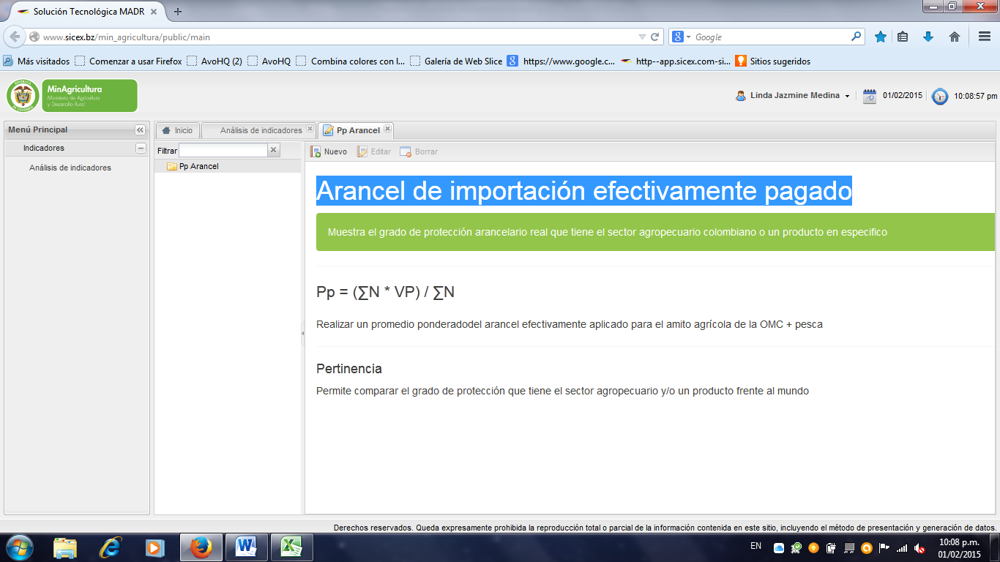 Solución Tecnológica MADR
www.sicex.bz/min_agricultura/public/main
Google
Más visitados
Comenzar a usar Firefox
AvoHQ (2)
AvoHQ
Combina colores con l...
Galería de Web Slice
https://www.google.c...
http--app.sicex.com-si...
Sitios sugeridos
MinAgricultura
Ministerio de Agricultura
y Desarrollo Rural
Linda Jazmine Medina
01/02/2015
10:08:57 pm
Menú Principal
Indicadores
Análisis de indicadores
Inicio
Análisis de indicadores
Pp Arancel
Filtrar
Pp Arancel
Nuevo
Editar
Borrar
Arancel de importación efectivamente pagado
Muestra el grado de protección arancelario real que tiene el sector agropecuario colombiano o un producto en especifico
Pp = (∑N * VP) / ∑N
Realizar un promedio ponderadodel arancel efectivamente aplicado para el amito agrícola de la OMC + pesca
Pertinencia
Permite comparar el grado de protección que tiene el sector agropecuario y/o un producto frente al mundo
Derechos reservados. Queda expresamente prohibida la reproducción total o parcial de la información contenida en este sitio, incluyendo el método de presentación y generación de datos.
EN
10:08 p.m.
01/02/2015